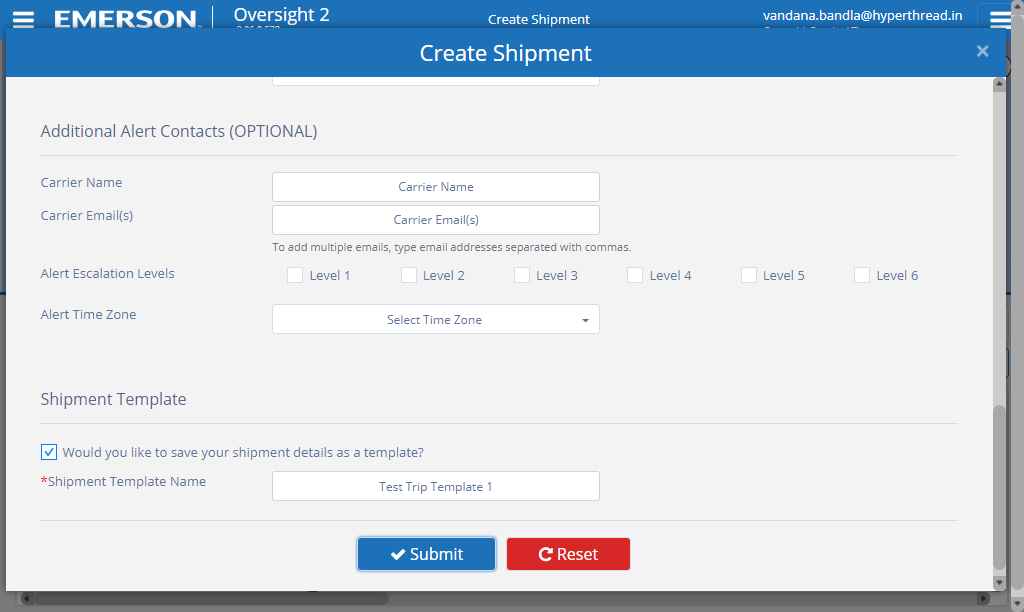 EMERSON
Oversight 2
Create Shipment
vandana.bandla@hyperthread.in
Create Shipment
×
Additional Alert Contacts (OPTIONAL)
Carrier Name
Carrier Name
Carrier Email(s)
Carrier Email(s)
To add multiple emails, type email addresses separated with commas.
Alert Escalation Levels
Level 1
Level 2
Level 3
Level 4
Level 5
Level 6
Alert Time Zone
Select Time Zone
Shipment Template
Would you like to save your shipment details as a template?
*Shipment Template Name
Test Trip Template 1
Submit
Reset